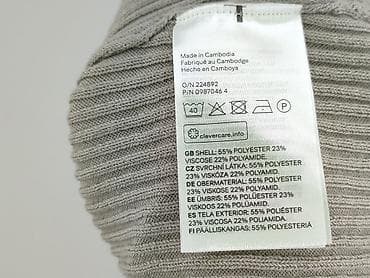 Made in Cambodia
Fabriqué au Cambodge
Hecho en Camboya
O/N 224892
P/N 0987046 4
40 P
clevercare.info
GB SHELL: 55% POLYESTER 23%
VISCOSE 22% POLYAMIDE.
CZ SVRCHNÍ LÁTKA: 55% POLYESTER
23% VISKÓZA 22% POLYAMID.
DE OBERMATERIAL: 55% POLYESTER
23% VISKOSE 22% POLYAMID.
EE ÜMBRIS: 55% POLÜESTER 23%
VISKOOS 22% POLÜAMIID.
ES TELA EXTERIOR: 55% POLIÉSTER
23% VISCOSA 22% POLIAMIDA.
FI PÄÄLLISKANGAS: 55% POLYESTERIÄ